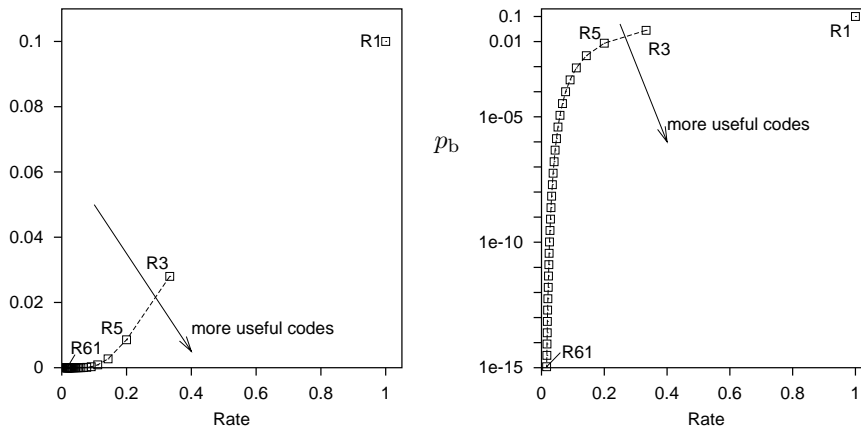 0.1
R1
0.08
0.06
0.04
R3
0.02
R5
more useful codes
R61
0
0 0.2 0.4 0.6 0.8 1
Rate
p_b
0.1
R5
R1
0.01
R3
1e-05
more useful codes
1e-10
R61
1e-15
0 0.2 0.4 0.6 0.8 1
Rate